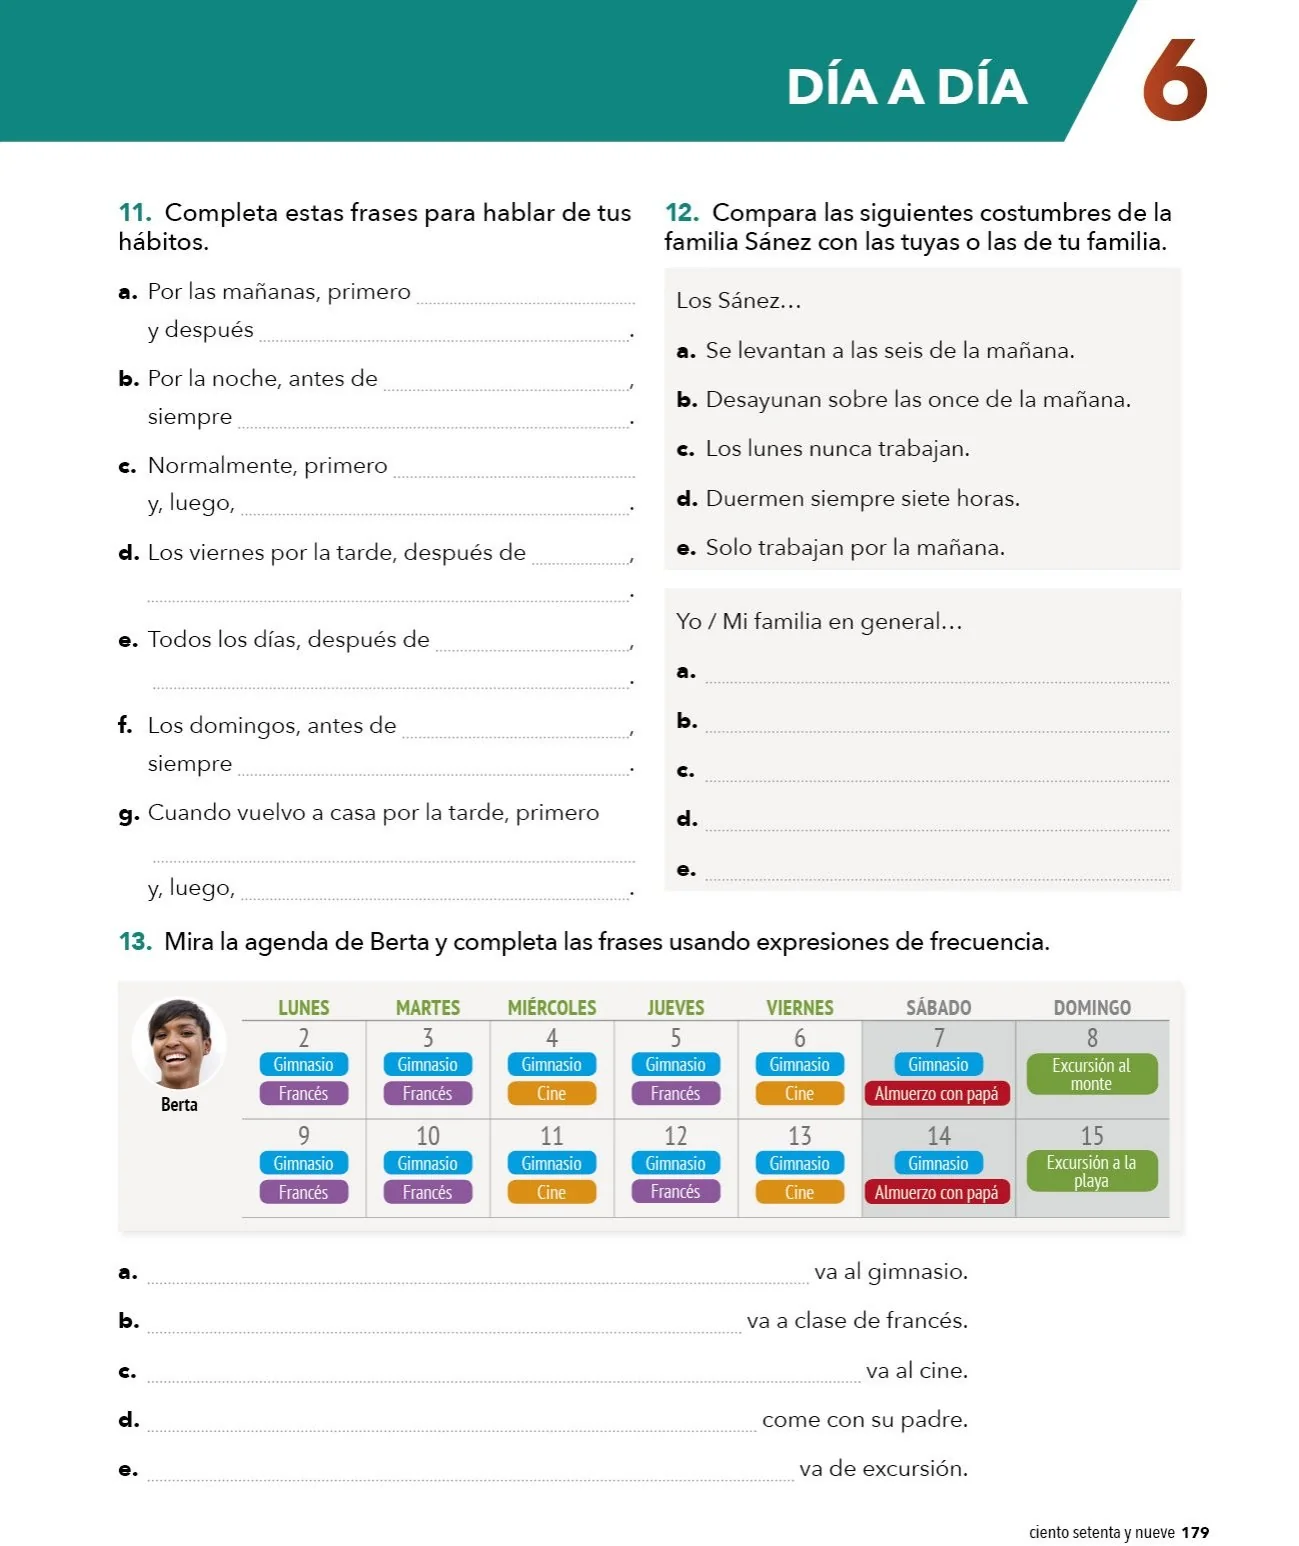 DÍA A DÍA
6
11. Completa estas frases para hablar de tus
hábitos.
a. Por las mañanas, primero
y después .
b. Por la noche, antes de ,
siempre .
c. Normalmente, primero
y, luego, .
d. Los viernes por la tarde, después de ,
.
e. Todos los días, después de ,
.
f. Los domingos, antes de ,
siempre .
g. Cuando vuelvo a casa por la tarde, primero
y, luego, .
12. Compara las siguientes costumbres de la
familia Sánez con las tuyas o las de tu familia.
Los Sánez...
a. Se levantan a las seis de la mañana.
b. Desayunan sobre las once de la mañana.
c. Los lunes nunca trabajan.
d. Duermen siempre siete horas.
e. Solo trabajan por la mañana.
Yo / Mi familia en general...
a.
b.
c.
d.
e.
13. Mira la agenda de Berta y completa las frases usando expresiones de frecuencia.
Berta
LUNES MARTES MIÉRCOLES JUEVES VIERNES SÁBADO DOMINGO
2 3 4 5 6 7 8
Gimnasio Gimnasio Gimnasio Gimnasio Gimnasio Gimnasio Excursión al
monte
Francés Francés Cine Francés Cine Almuerzo con papá
9 10 11 12 13 14 15
Gimnasio Gimnasio Gimnasio Gimnasio Gimnasio Gimnasio Excursión a la
playa
Francés Francés Cine Francés Cine Almuerzo con papá
a. va al gimnasio.
b. va a clase de francés.
c. va al cine.
d. come con su padre.
e. va de excursión.
ciento setenta y nueve 179